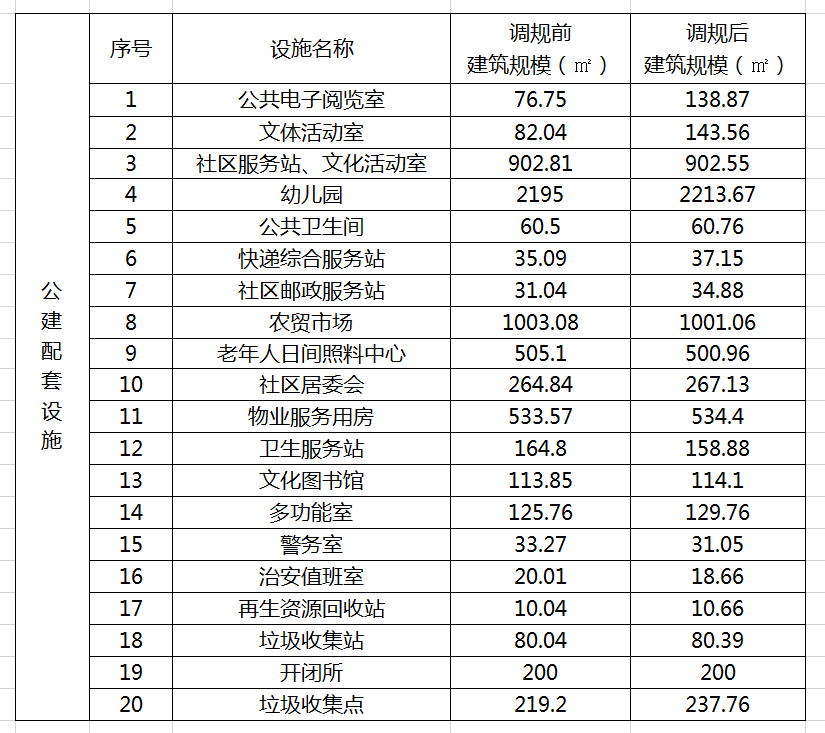 公建配套设施
序号 设施名称 调规前 建筑规模（㎡） 调规后 建筑规模（㎡）
1 公共电子阅览室 76.75 138.87
2 文体活动室 82.04 143.56
3 社区服务站、文化活动室 902.81 902.55
4 幼儿园 2195 2213.67
5 公共卫生间 60.5 60.76
6 快递综合服务站 35.09 37.15
7 社区邮政服务站 31.04 34.88
8 农贸市场 1003.08 1001.06
9 老年人日间照料中心 505.1 500.96
10 社区居委会 264.84 267.13
11 物业服务用房 533.57 534.4
12 卫生服务站 164.8 158.88
13 文化图书馆 113.85 114.1
14 多功能室 125.76 129.76
15 警务室 33.27 31.05
16 治安值班室 20.01 18.66
17 再生资源回收站 10.04 10.66
18 垃圾收集站 80.04 80.39
19 开闭所 200 200
20 垃圾收集点 219.2 237.76